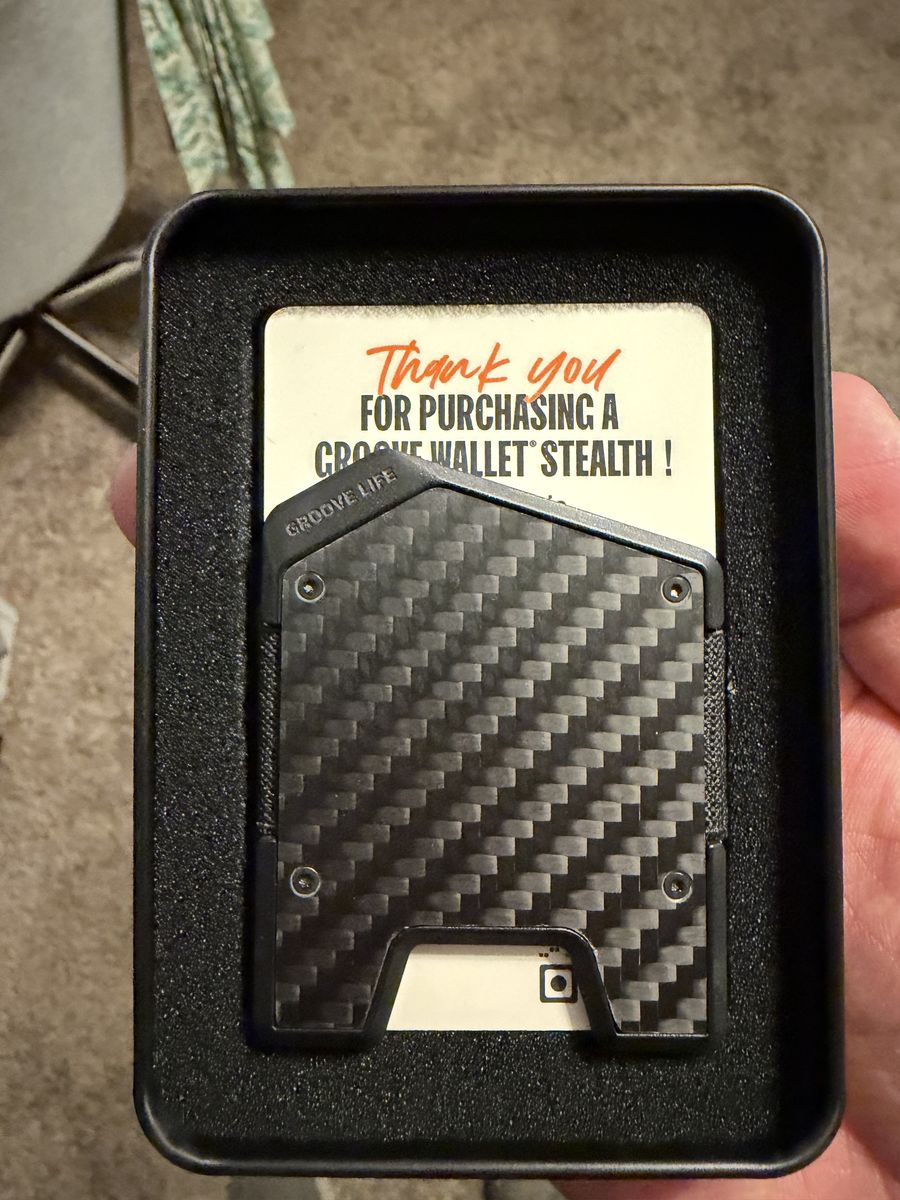 Thank you
FOR PURCHASING A
GROOVE WALLET® STEALTH !
GROOVE LIFE